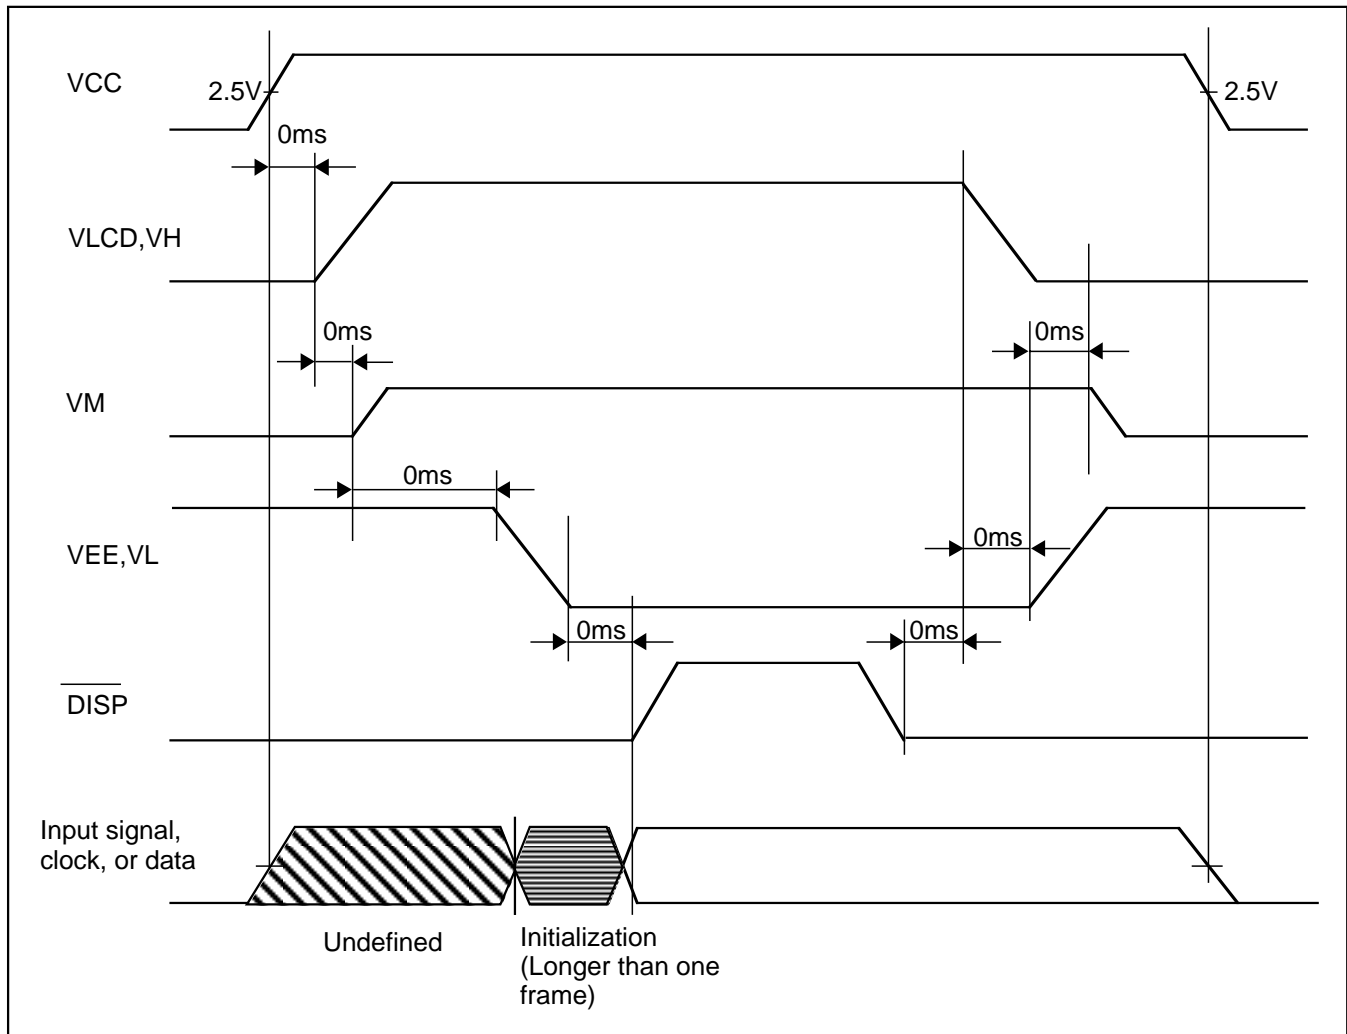 VCC
2.5V
2.5V
0ms
VLCD,VH
0ms
0ms
VM
0ms
VEE,VL
0ms
0ms
0ms
DISP
Input signal,
clock, or data
Undefined
Initialization
(Longer than one
frame)